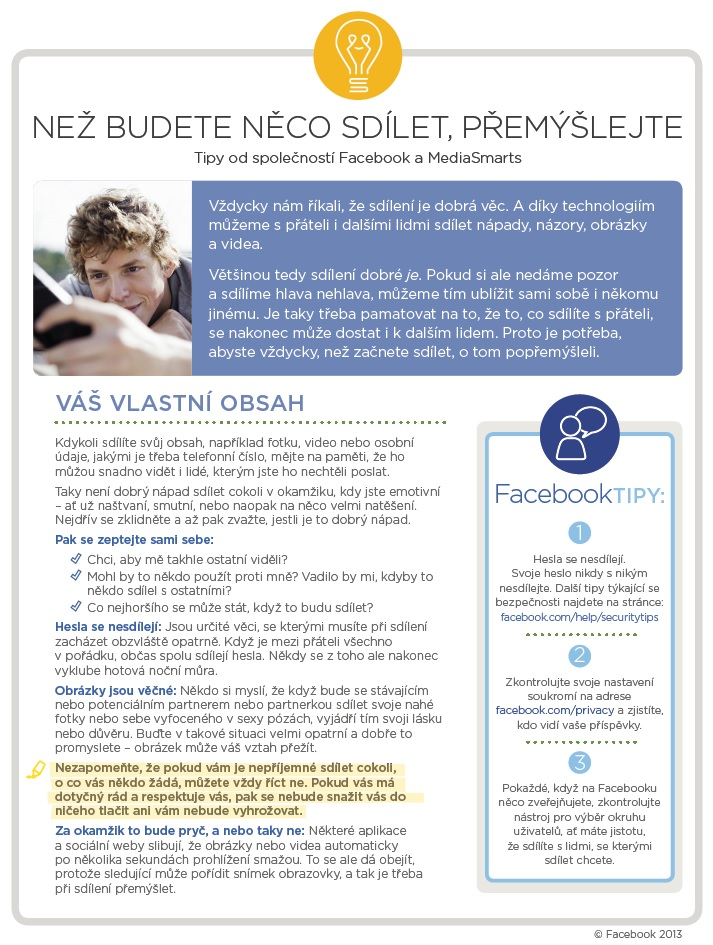 NEŽ BUDETE NĚCO SDÍLET, PŘEMÝŠLEJTE
Tipy od společností Facebook a MediaSmarts
Vždycky nám říkali, že sdílení je dobrá věc. A díky technologiím
můžeme s přáteli i dalšími lidmi sdílet nápady, názory, obrázky
a videa.
Většinou tedy sdílení dobré je. Pokud si ale nedáme pozor
a sdílíme hlava nehlava, můžeme tím ublížit sami sobě i někomu
jinému. Je taky třeba pamatovat na to, že to, co sdílíte s přáteli,
se nakonec může dostat i k dalším lidem. Proto je potřeba,
abyste vždycky, než začnete sdílet, o tom popřemýšleli.
VÁŠ VLASTNÍ OBSAH
Kdykoli sdílíte svůj obsah, například fotku, video nebo osobní
údaje, jakými je třeba telefonní číslo, mějte na paměti, že ho
můžou snadno vidět i lidé, kterým jste ho nechtěli poslat.
Taky není dobrý nápad sdílet cokoli v okamžiku, kdy jste emotivní
– ať už naštvaní, smutní, nebo naopak na něco velmi natěšení.
Nejdřív se zklidněte a až pak zvažte, jestli je to dobrý nápad.
Pak se zeptejte sami sebe:
Chci, aby mě takhle ostatní viděli?
Mohl by to někdo použít proti mně? Vadilo by mi, kdyby to
někdo sdílel s ostatními?
Co nejhoršího se může stát, když to budu sdílet?
Hesla se nesdílejí: Jsou určité věci, se kterými musíte při sdílení
zacházet obzvláště opatrně. Když je mezi přáteli všechno
v pořádku, občas spolu sdílejí hesla. Někdy se z toho ale nakonec
vyklube hotová noční můra.
Obrázky jsou věčné: Někdo si myslí, že když bude se stávajícím
nebo potenciálním partnerem nebo partnerkou sdílet svoje nahé
fotky nebo sebe vyfoceného v sexy pózách, vyjádří tím svoji lásku
nebo důvěru. Buďte v takové situaci velmi opatrní a dobře to
promyslete – obrázek může váš vztah přežít.
Nezapomeňte, že pokud vám je nepříjemné sdílet cokoli,
o co vás někdo žádá, můžete vždy říct ne. Pokud vás má
dotyčný rád a respektuje vás, pak se nebude snažit vás do
ničeho tlačit ani vám nebude vyhrožovat.
Za okamžik to bude pryč, a nebo taky ne: Některé aplikace
a sociální weby slibují, že obrázky nebo videa automaticky
po několika sekundách prohlížení smažou. To se ale dá obejít,
protože sledující může pořídit snímek obrazovky, a tak je třeba
při sdílení přemýšlet.
FacebookTIPY:
1
Hesla se nesdílejí.
Svoje heslo nikdy s nikým
nesdílejte. Další tipy týkající se
bezpečnosti najdete na stránce:
facebook.com/help/securitytips
2
Zkontrolujte svoje nastavení
soukromí na adrese
facebook.com/privacy a zjistíte,
kdo vidí vaše příspěvky.
3
Pokaždé, když na Facebooku
něco zveřejňujete, zkontrolujte
nástroj pro výběr okruhu
uživatelů, ať máte jistotu,
že sdílíte s lidmi, se kterými
sdílet chcete.
© Facebook 2013